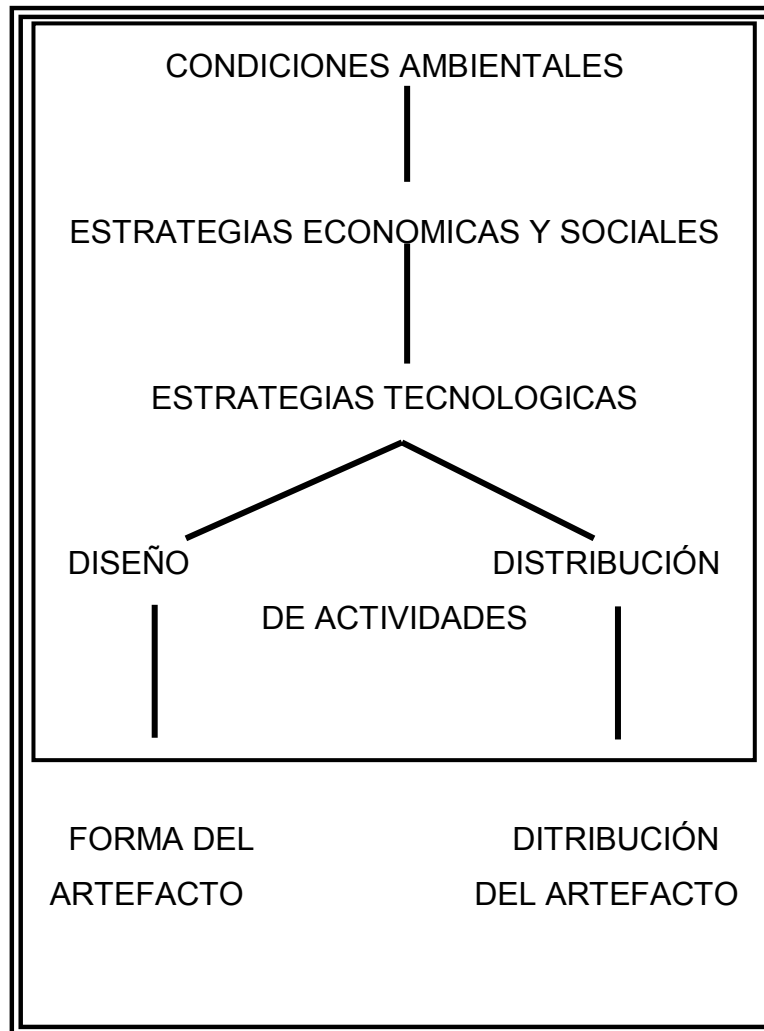 CONDICIONES AMBIENTALES
ESTRATEGIAS ECONOMICAS Y SOCIALES
ESTRATEGIAS TECNOLOGICAS
DISEÑO DISTRIBUCIÓN
DE ACTIVIDADES
FORMA DEL DITRIBUCIÓN
ARTEFACTO DEL ARTEFACTO